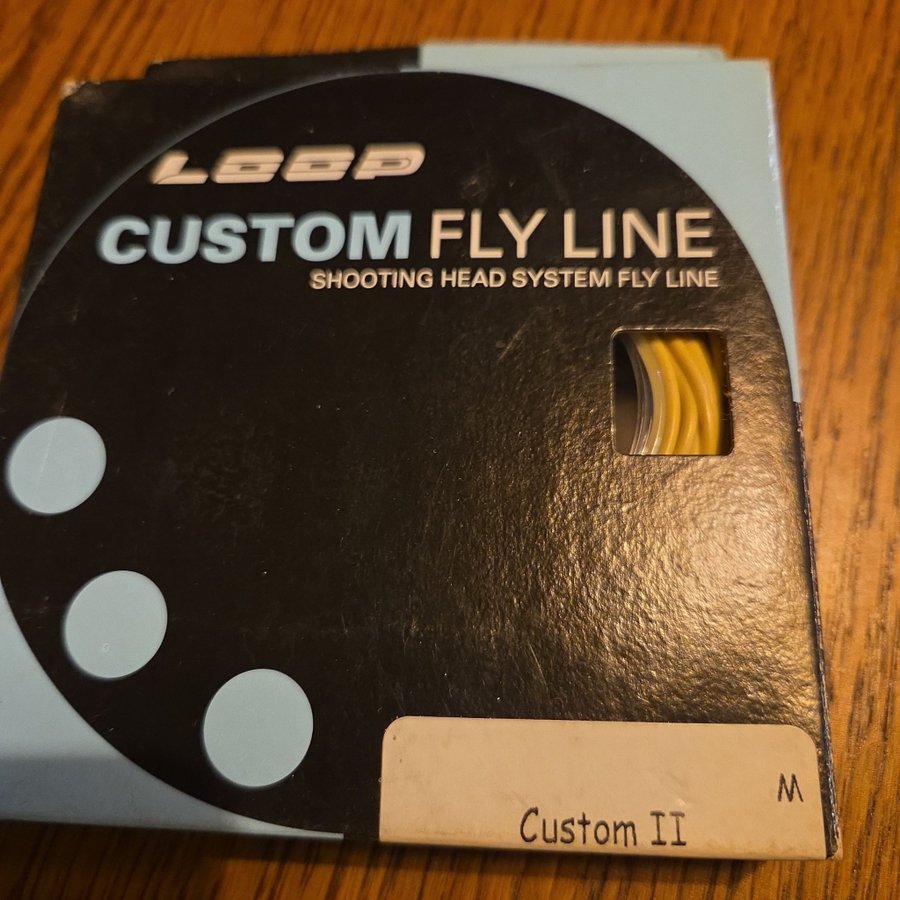 LOOP
CUSTOM FLY LINE
SHOOTING HEAD SYSTEM FLY LINE
M
Custom II